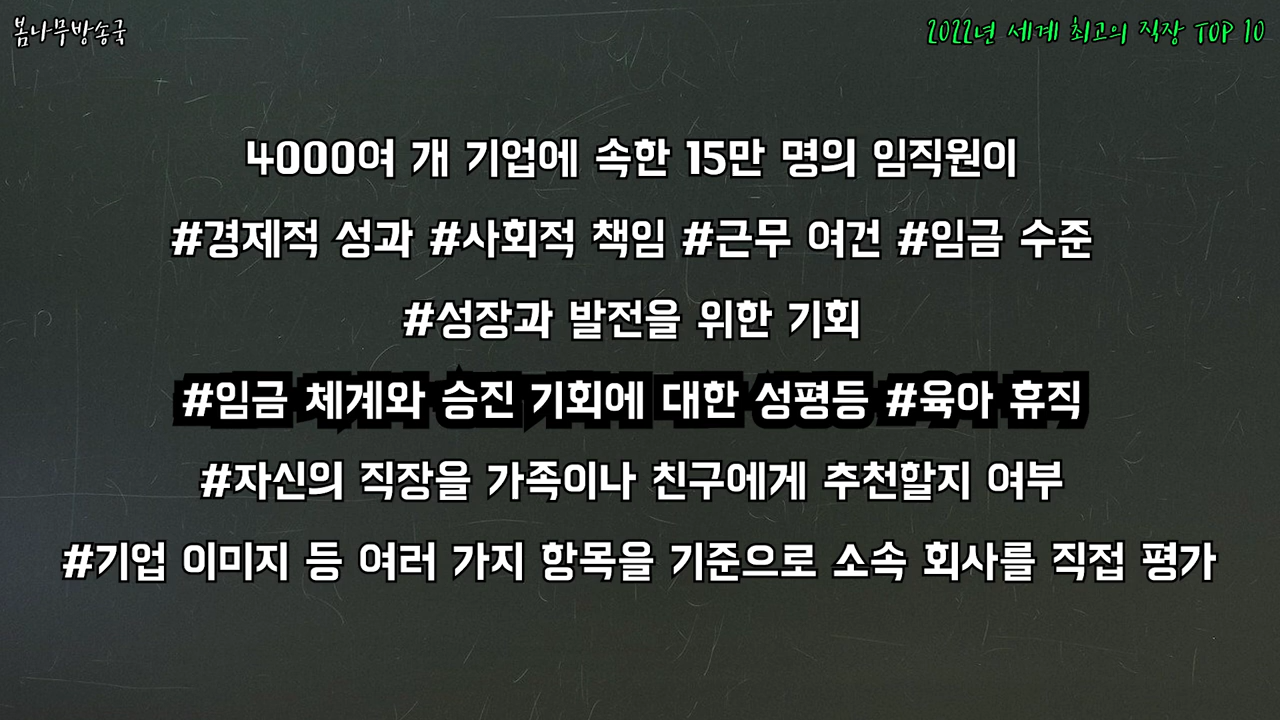 봄나무방송국
2022년 세계 최고의 직장 TOP 10
4000여 개 기업에 속한 15만 명의 임직원이
#경제적 성과 #사회적 책임 #근무 여건 #임금 수준
#성장과 발전을 위한 기회
#임금 체계와 승진 기회에 대한 성평등 #육아 휴직
#자신의 직장을 가족이나 친구에게 추천할지 여부
#기업 이미지 등 여러 가지 항목을 기준으로 소속 회사를 직접 평가